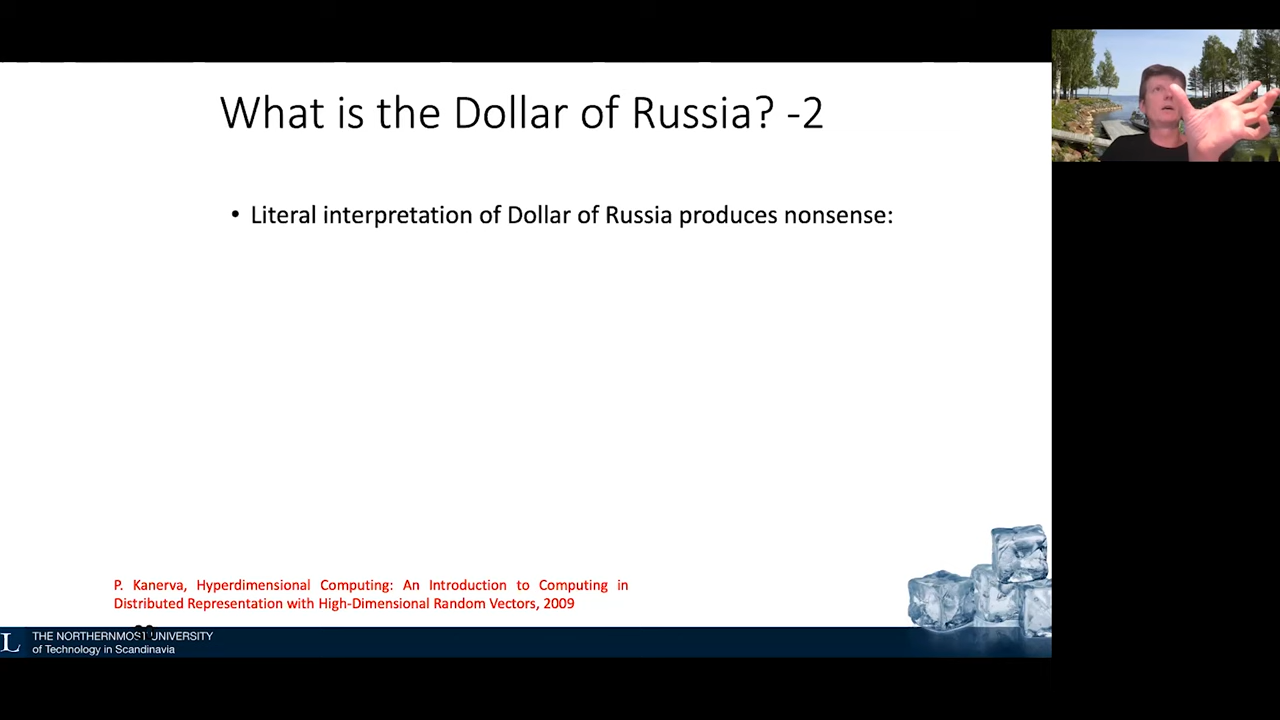 What is the Dollar of Russia? -2
• Literal interpretation of Dollar of Russia produces nonsense:
P. Kanerva, Hyperdimensional Computing: An Introduction to Computing in
Distributed Representation with High-Dimensional Random Vectors, 2009
L THE NORTHERNMOST UNIVERSITY
of Technology in Scandinavia